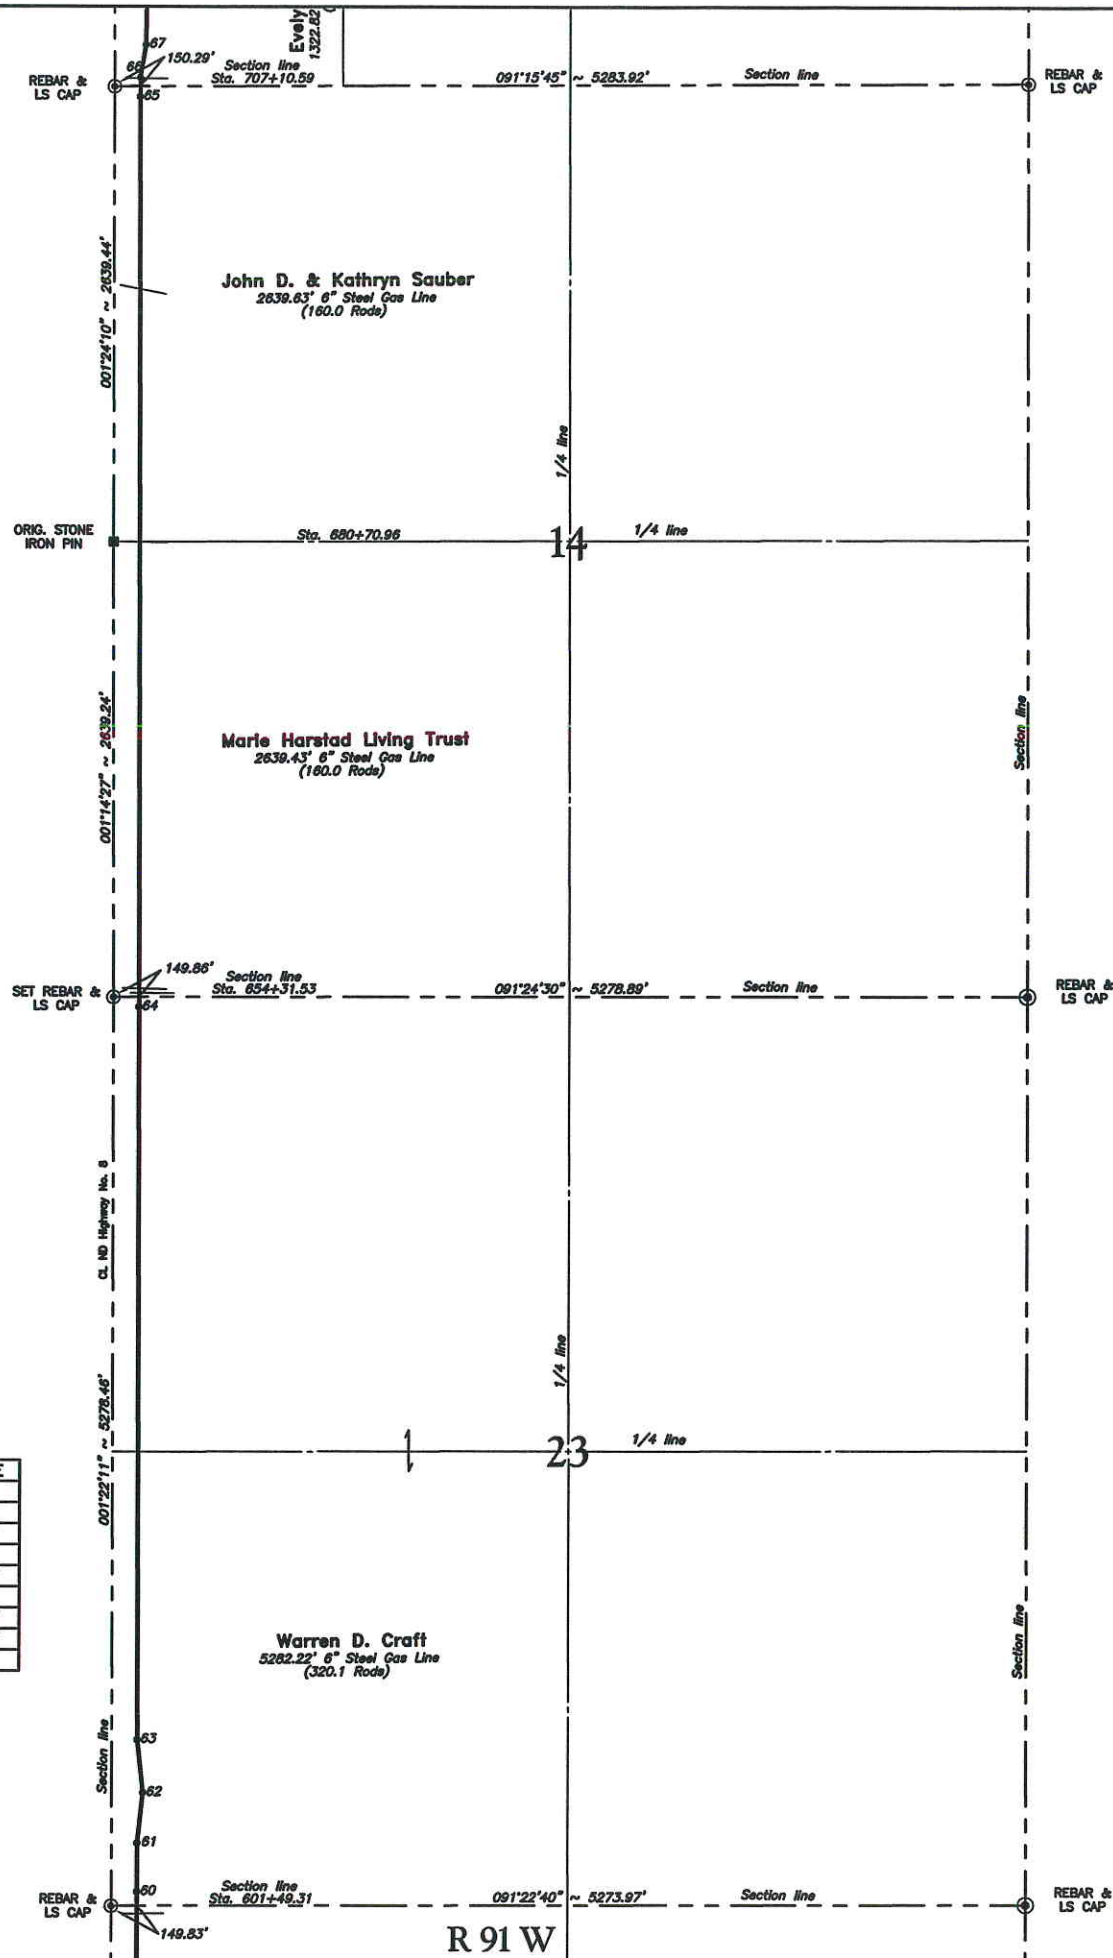 Evely
1322.82
67
150.29'
66
65
REBAR &
LS CAP
Section line
Sta. 707+10.59
091°15'45" ~ 5283.92'
Section line
REBAR &
LS CAP
001°24'10" ~ 2639.44'
John D. & Kathryn Sauber
2639.63' 6" Steel Gas Line
(160.0 Rods)
1/4 line
ORIG. STONE
IRON PIN
Sta. 680+70.96
14
1/4 line
001°14'27" ~ 2639.24'
Marie Harstad Living Trust
2639.43' 6" Steel Gas Line
(160.0 Rods)
Section line
149.86'
SET REBAR &
LS CAP
64
Section line
Sta. 654+31.53
091°24'30" ~ 5278.89'
Section line
REBAR &
LS CAP
CL ND Highway No. 8
001°22'11" ~ 5278.46'
1/4 line
23
1/4 line
Warren D. Craft
5282.22' 6" Steel Gas Line
(320.1 Rods)
Section line
Section line
63
62
61
60
REBAR &
LS CAP
149.83'
Section line
Sta. 601+49.31
091°22'40" ~ 5273.97'
Section line
REBAR &
LS CAP
R 91 W